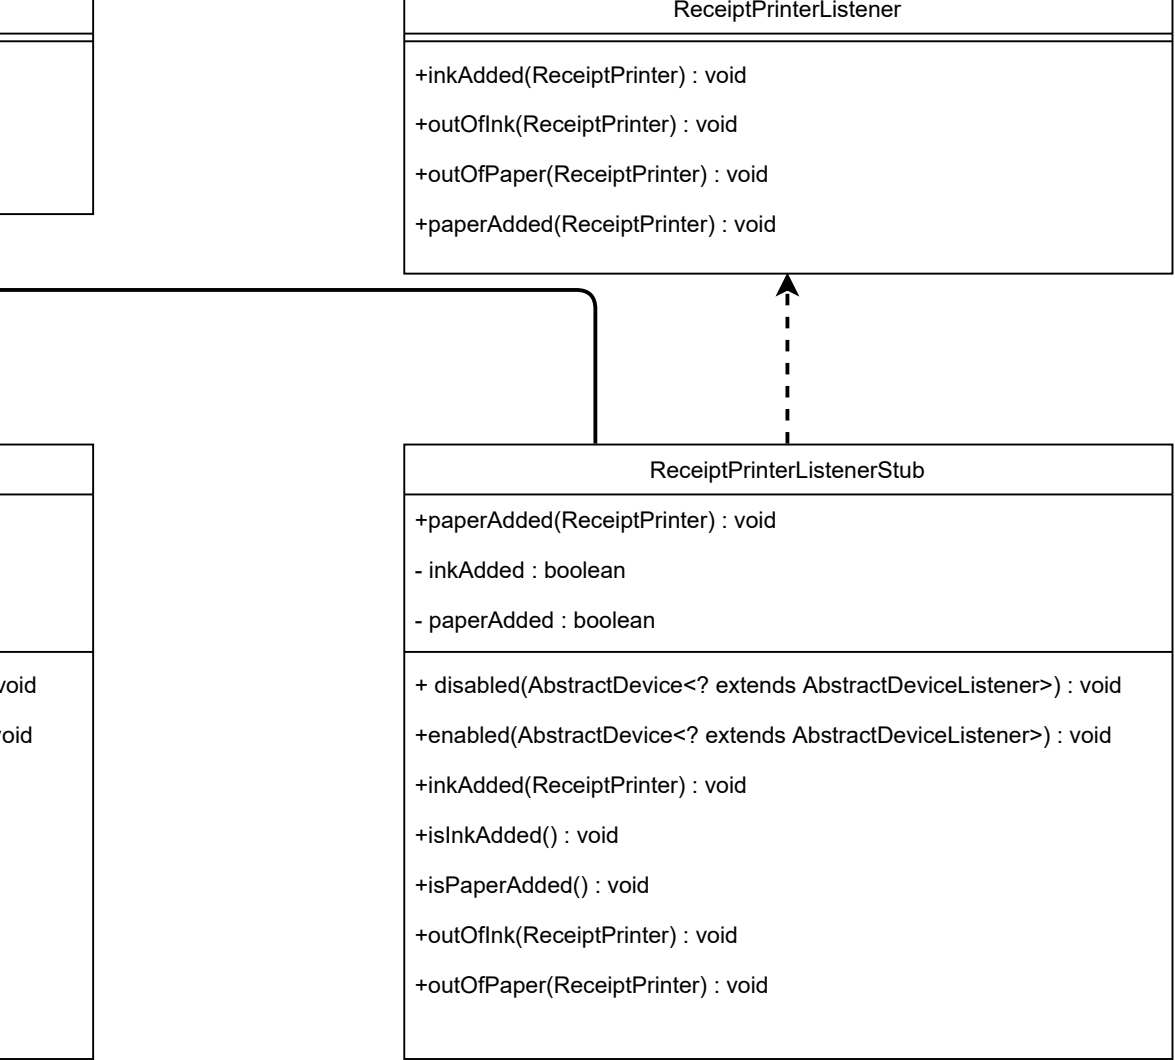 ReceiptPrinterListener
+inkAdded(ReceiptPrinter) : void
+outOfInk(ReceiptPrinter) : void
+outOfPaper(ReceiptPrinter) : void
+paperAdded(ReceiptPrinter) : void
ReceiptPrinterListenerStub
+paperAdded(ReceiptPrinter) : void
- inkAdded : boolean
- paperAdded : boolean
void
+ disabled(AbstractDevice<? extends AbstractDeviceListener>) : void
void
+enabled(AbstractDevice<? extends AbstractDeviceListener>) : void
+inkAdded(ReceiptPrinter) : void
+isInkAdded() : void
+isPaperAdded() : void
+outOfInk(ReceiptPrinter) : void
+outOfPaper(ReceiptPrinter) : void